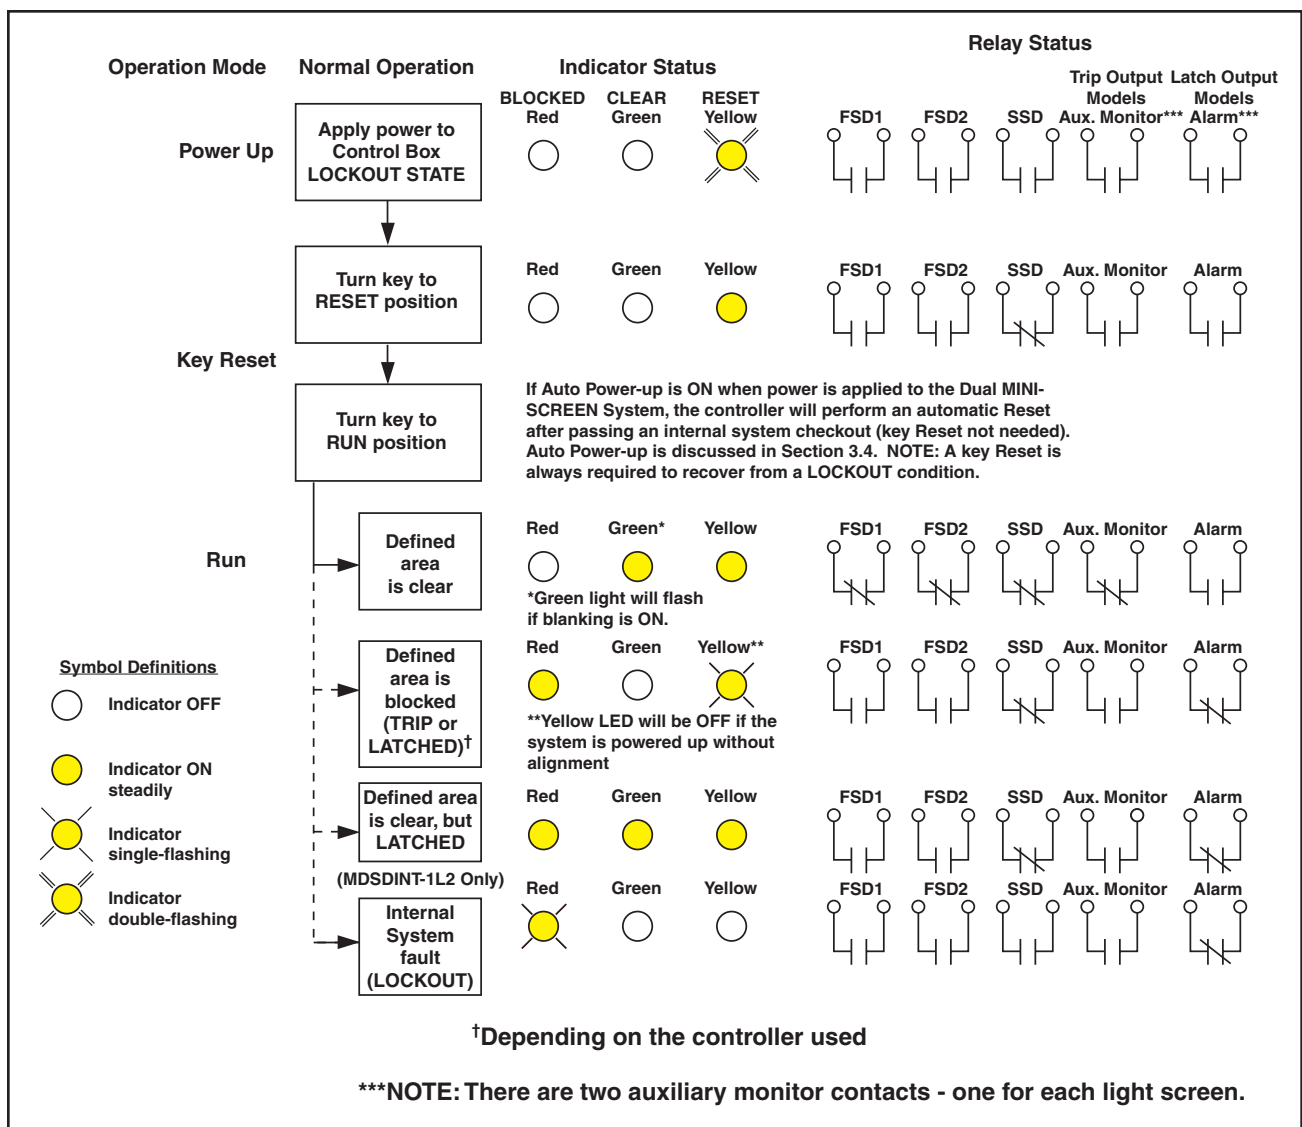 Relay Status
Operation Mode Normal Operation Indicator Status
Trip Output Models Latch Output Models
BLOCKED CLEAR RESET
Red Green Yellow FSD1 FSD2 SSD Aux. Monitor*** Alarm***
Power Up
Apply power to
Control Box
LOCKOUT STATE
Turn key to
RESET position
Red Green Yellow FSD1 FSD2 SSD Aux. Monitor Alarm
Key Reset
Turn key to
RUN position
If Auto Power-up is ON when power is applied to the Dual MINI-
SCREEN System, the controller will perform an automatic Reset
after passing an internal system checkout (key Reset not needed).
Auto Power-up is discussed in Section 3.4. NOTE: A key Reset is
always required to recover from a LOCKOUT condition.
Run
Defined
area
is clear
Red Green* Yellow FSD1 FSD2 SSD Aux. Monitor Alarm
*Green light will flash
if blanking is ON.
Defined
area is
blocked
(TRIP or
LATCHED)†
Red Green Yellow** FSD1 FSD2 SSD Aux. Monitor Alarm
**Yellow LED will be OFF if the
system is powered up without
alignment
Defined area
is clear, but
LATCHED
(MDSDINT-1L2 Only)
Red Green Yellow FSD1 FSD2 SSD Aux. Monitor Alarm
Internal
System
fault
(LOCKOUT)
Red Green Yellow FSD1 FSD2 SSD Aux. Monitor Alarm
Symbol Definitions
Indicator OFF
Indicator ON
steadily
Indicator
single-flashing
Indicator
double-flashing
†Depending on the controller used
***NOTE: There are two auxiliary monitor contacts - one for each light screen.